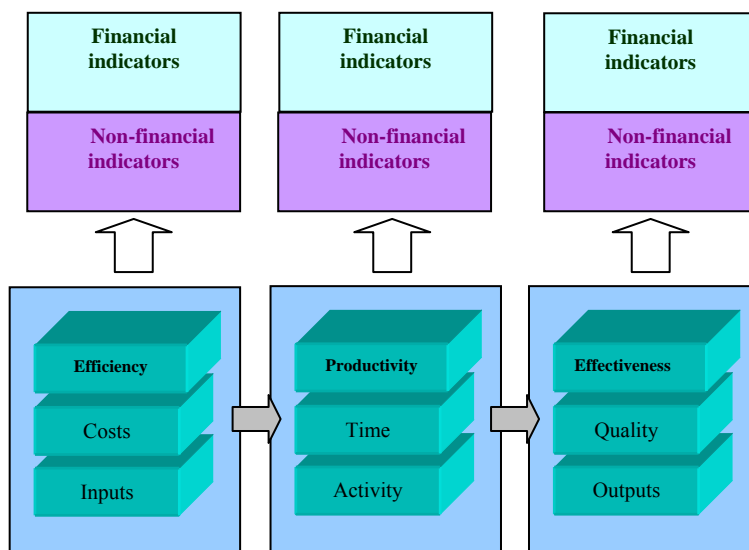 Financial
indicators
Non-financial
indicators
Financial
indicators
Non-financial
indicators
Financial
indicators
Non-financial
indicators
Efficiency
Costs
Inputs
Productivity
Time
Activity
Effectiveness
Quality
Outputs